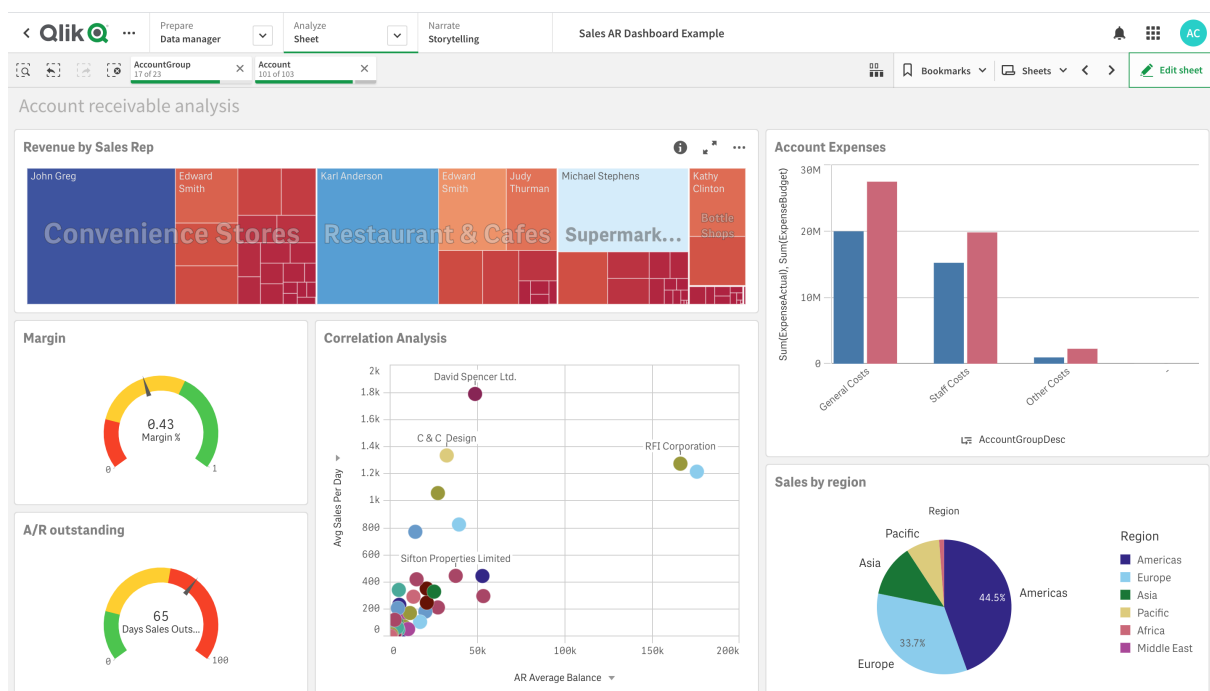 Qlik
Prepare
Data manager
Analyze
Sheet
Narrate
Storytelling
Sales AR Dashboard Example
AC
AccountGroup
17 of 23
Account
101 of 103
Bookmarks
Sheets
Edit sheet
Account receivable analysis
Revenue by Sales Rep
John Greg
Edward
Smith
Karl Anderson
Edward
Smith
Judy
Thurman
Michael Stephens
Kathy
Clinton
Convenience Stores
Restaurant & Cafes
Supermark...
Bottle
Shops
Account Expenses
Sum(ExpenseActual), Sum(ExpenseBudget)
30M
20M
10M
0
General Costs
Staff Costs
Other Costs
-
AccountGroupDesc
Margin
0.43
Margin %
0
1
A/R outstanding
65
Days Sales Outs...
0
100
Correlation Analysis
Avg Sales Per Day
2k
1.8k
1.6k
1.4k
1.2k
1k
800
600
400
200
0
David Spencer Ltd.
C & C Design
RFI Corporation
Sifton Properties Limited
0
50k
100k
150k
200k
AR Average Balance
Sales by region
Region
Pacific
Asia
Americas
Europe
44.5%
33.7%
Region
Americas
Europe
Asia
Pacific
Africa
Middle East